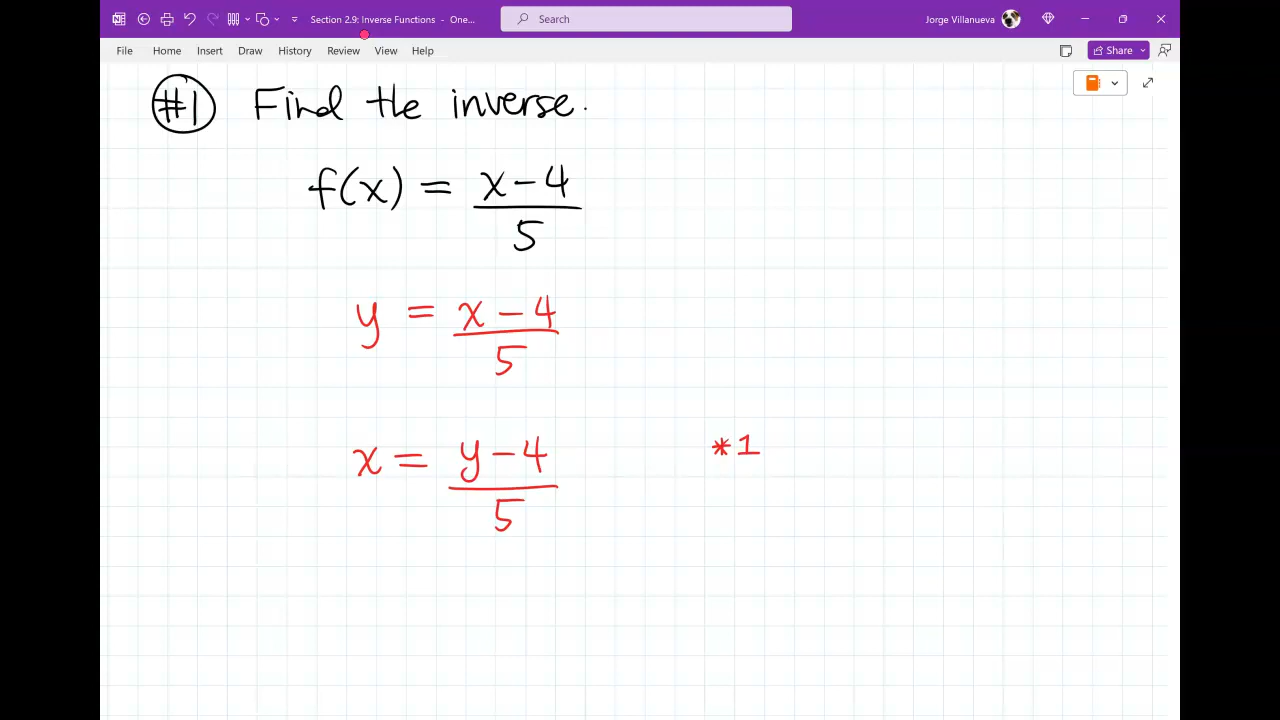 Section 2.9: Inverse Functions - One...
Search
Jorge Villanueva
File Home Insert Draw History Review View Help
Share
#1 Find the inverse.
f(x) = x-4
5
y = x-4
5
x = y-4 *1
5